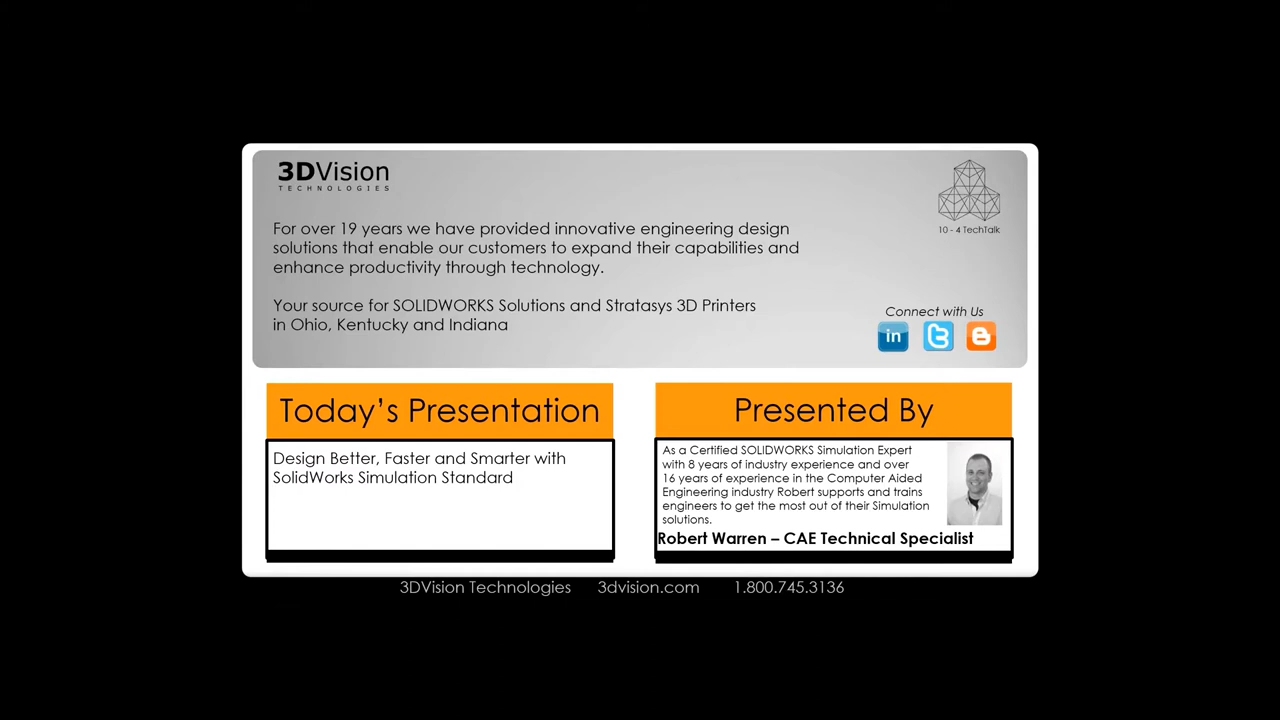 3DVision
TECHNOLOGIES
10 - 4 TechTalk
For over 19 years we have provided innovative engineering design
solutions that enable our customers to expand their capabilities and
enhance productivity through technology.
Your source for SOLIDWORKS Solutions and Stratasys 3D Printers
in Ohio, Kentucky and Indiana
Connect with Us
in
Today's Presentation
Design Better, Faster and Smarter with
SolidWorks Simulation Standard
Presented By
As a Certified SOLIDWORKS Simulation Expert
with 8 years of industry experience and over
16 years of experience in the Computer Aided
Engineering industry Robert supports and trains
engineers to get the most out of their Simulation
solutions.
Robert Warren – CAE Technical Specialist
3DVision Technologies 3dvision.com 1.800.745.3136